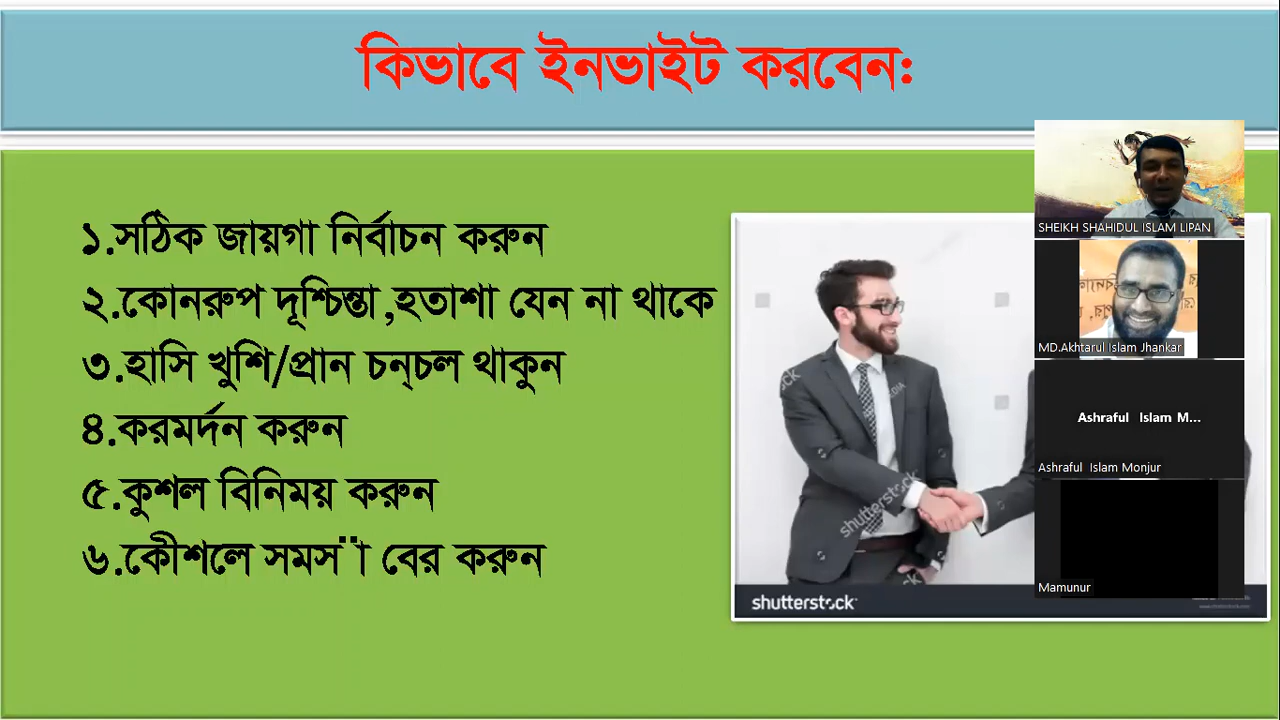 কিভাবে ইনভাইট করবেন:
১.সঠিক জায়গা নির্বাচন করুন
২.কোনরুপ দূশ্চিন্তা,হতাশা যেন না থাকে
৩.হাসি খুশি/প্রান চন্চল থাকুন
৪.করমর্দন করুন
৫.কুশল বিনিময় করুন
৬.কৌশলে সমস¨া বের করুন
SHEIKH SHAHIDUL ISLAM LIPAN
MD.Akhtarul Islam Jhankar
Ashraful Islam M...
Ashraful Islam Monjur
Mamunur
shutterstock
shutterstock